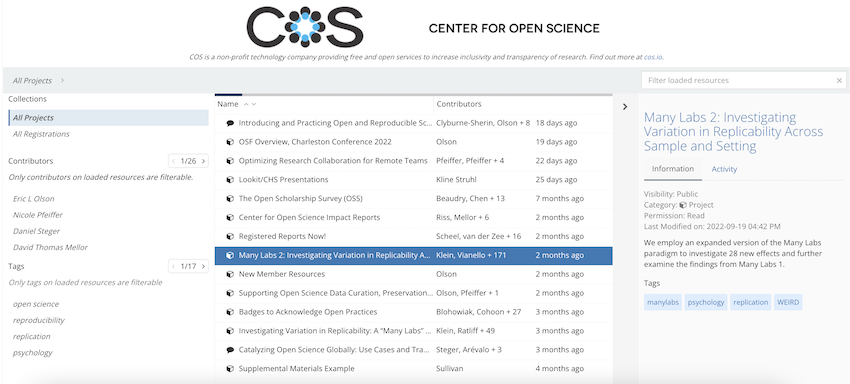 COS
CENTER FOR OPEN SCIENCE
COS is a non-profit technology company providing free and open services to increase inclusivity and transparency of research. Find out more at cos.io.
All Projects
Filter loaded resources
Collections
All Projects
All Registrations
Contributors 1/26
Only contributors on loaded resources are filterable.
Eric L Olson
Nicole Pfeiffer
Daniel Steger
David Thomas Mellor
Tags 1/17
Only tags on loaded resources are filterable
open science
reproducibility
replication
psychology
Name Contributors
Introducing and Practicing Open and Reproducible Sc... Clyburne-Sherin, Olson + 8 18 days ago
OSF Overview, Charleston Conference 2022 Olson 19 days ago
Optimizing Research Collaboration for Remote Teams Pfeiffer, Pfeiffer + 4 22 days ago
Lookit/CHS Presentations Kline Struhl 25 days ago
The Open Scholarship Survey (OSS) Beaudry, Chen + 13 7 months ago
Center for Open Science Impact Reports Riss, Mellor + 6 2 months ago
Registered Reports Now! Scheel, van der Zee + 16 2 months ago
Many Labs 2: Investigating Variation in Replicability A... Klein, Vianello + 171 2 months ago
New Member Resources Olson 2 months ago
Supporting Open Science Data Curation, Preservation... Olson, Pfeiffer + 1 2 months ago
Badges to Acknowledge Open Practices Blohowiak, Cohoon + 27 3 months ago
Investigating Variation in Replicability: A “Many Labs” ... Klein, Ratliff + 49 3 months ago
Catalyzing Open Science Globally: Use Cases and Tra... Steger, Arévalo + 3 3 months ago
Supplemental Materials Example Sullivan 4 months ago
Many Labs 2: Investigating
Variation in Replicability Across
Sample and Setting
Information Activity
Visibility: Public
Category: Project
Permission: Read
Last Modified on: 2022-09-19 04:42 PM
We employ an expanded version of the Many Labs
paradigm to investigate 28 new effects and further
examine the findings from Many Labs 1.
Tags
manylabs psychology replication WEIRD